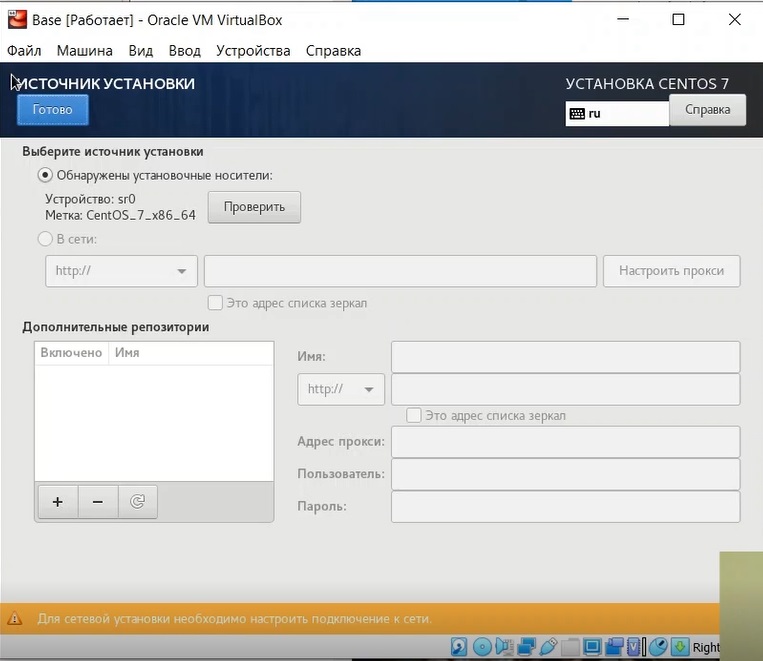 Base [Работает] - Oracle VM VirtualBox
Файл Машина Вид Ввод Устройства Справка
ИСТОЧНИК УСТАНОВКИ
УСТАНОВКА CENTOS 7
Готово
ru
Справка
Выберите источник установки
Обнаружены установочные носители:
Устройство: sr0
Метка: CentOS_7_x86_64
Проверить
В сети:
http://
Настроить прокси
Это адрес списка зеркал
Дополнительные репозитории
Включено Имя
Имя:
http://
Это адрес списка зеркал
Адрес прокси:
Пользователь:
Пароль:
Для сетевой установки необходимо настроить подключение к сети.
Right